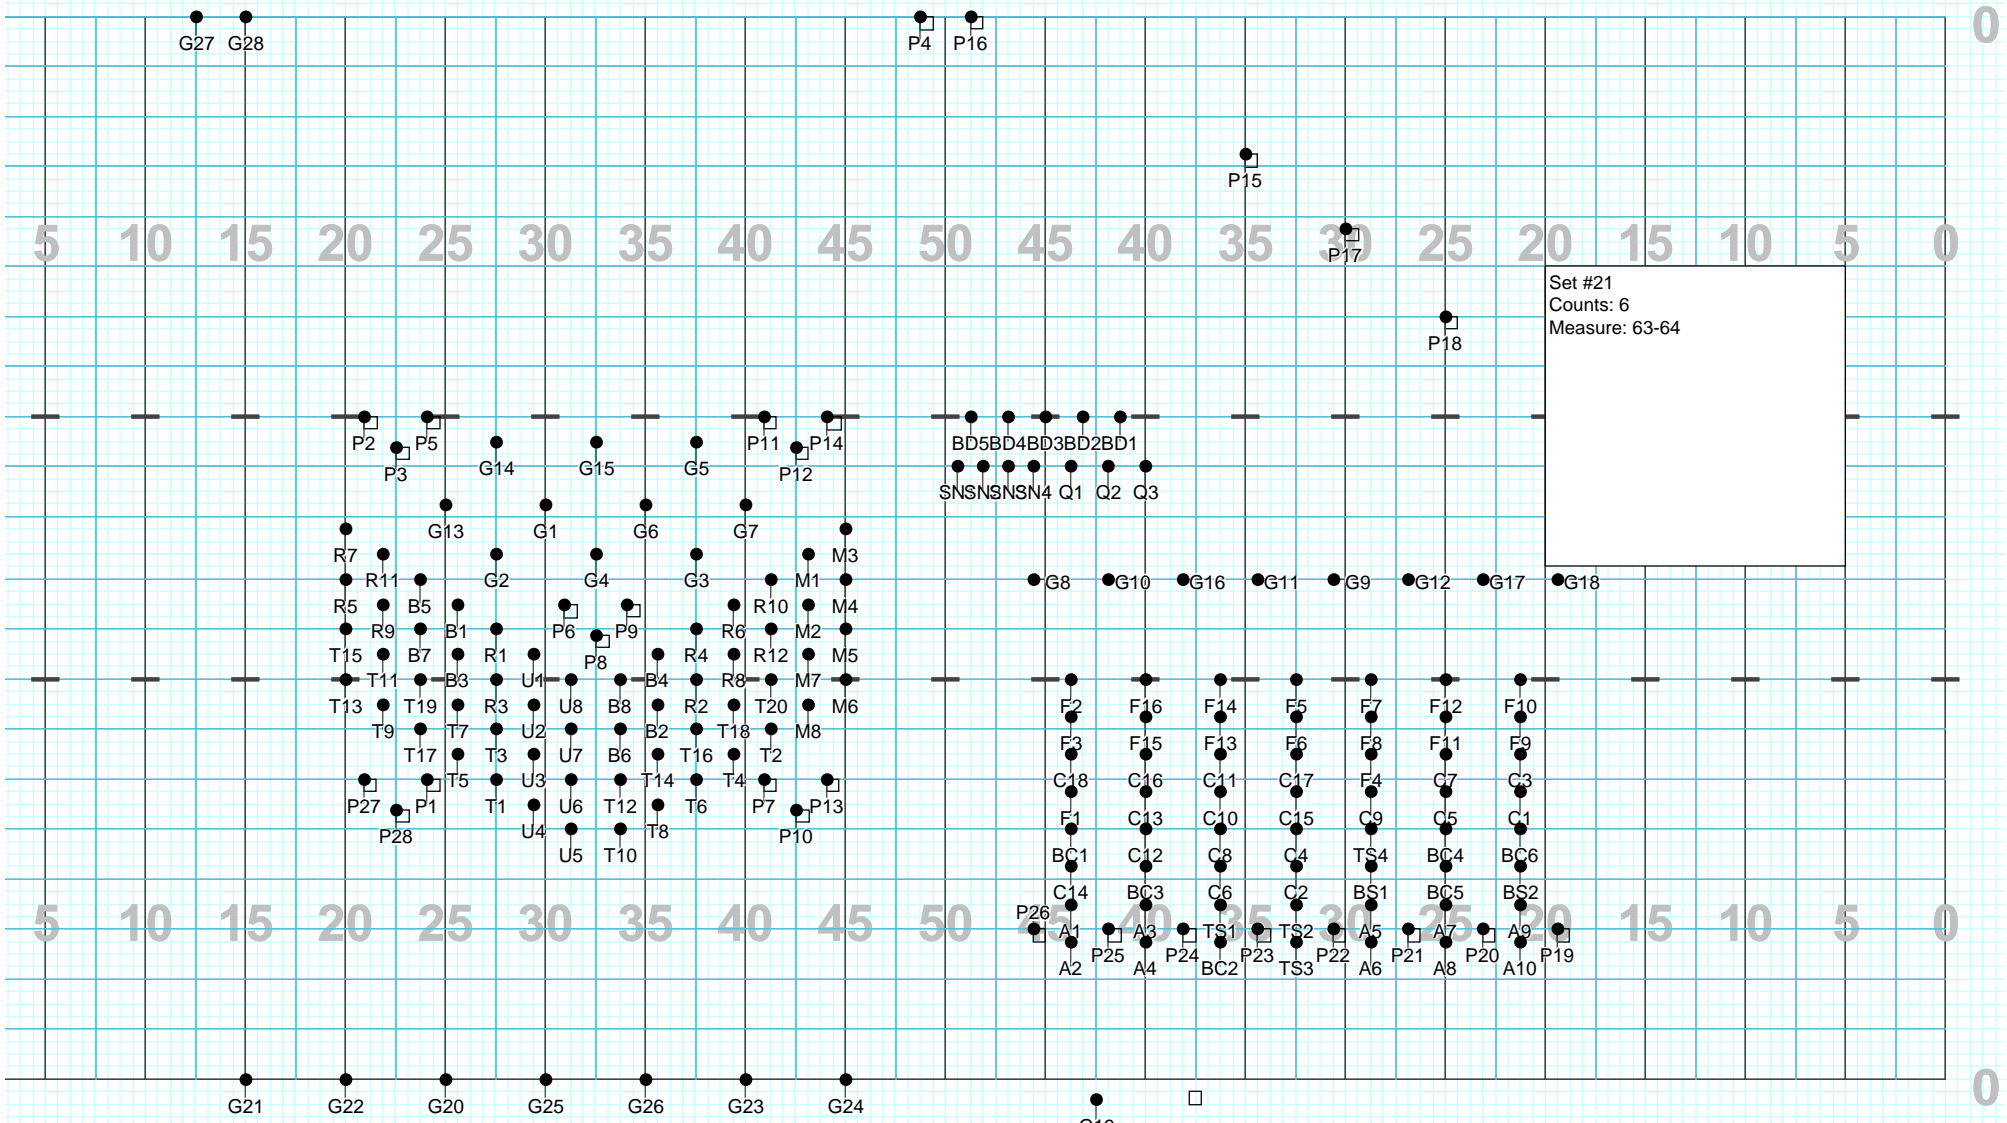 0
G27 G28 P4 P16
P15
5 10 15 20 25 30 35 40 45 50 45 40 35 30 25 20 15 10 5 0
P17
Set #21
Counts: 6
Measure: 63-64
P18
P2 P5 P11 P14 BD5 BD4 BD3 BD2 BD1
P3 G14 G15 G5 P12
SN4 Q1 Q2 Q3
G13 G1 G6 G7
R7 M3
R11 G2 G4 G3 M1
G8 G10 G16 G11 G9 G12 G17 G18
R5 B5 R10 M4
R9 B1 P6 P9 R6 M2
T15 B7 R1 P8 R4 R12 M5
T11 B3 U1 B4 R8 M7
T13 T19 R3 U8 B8 R2 T20 M6 F2 F16 F14 F5 F7 F12 F10
T9 T7 U2 B2 T18 M8
T17 T3 U7 B6 T16 T2 F3 F15 F13 F6 F8 F11 F9
T5 U3 T14 T4 C18 C16 C11 C17 F4 C7 C3
P27 P1 T1 U6 T12 T6 P7 P13
P28 U4 T8 P10 F1 C13 C10 C15 C9 C5 C1
U5 T10 BC1 C12 C8 C4 TS4 BC4 BC6
C14 BC3 C6 C2 BS1 BC5 BS2
P26
5 10 15 20 25 30 35 40 45 50 45 40 35 30 25 20 15 10 5 0
A1 A3 TS1 TS2 A5 A7 A9
P25 P24 P23 P22 P21 P20 P19
A2 A4 BC2 TS3 A6 A8 A10
0
G21 G22 G20 G25 G26 G23 G24